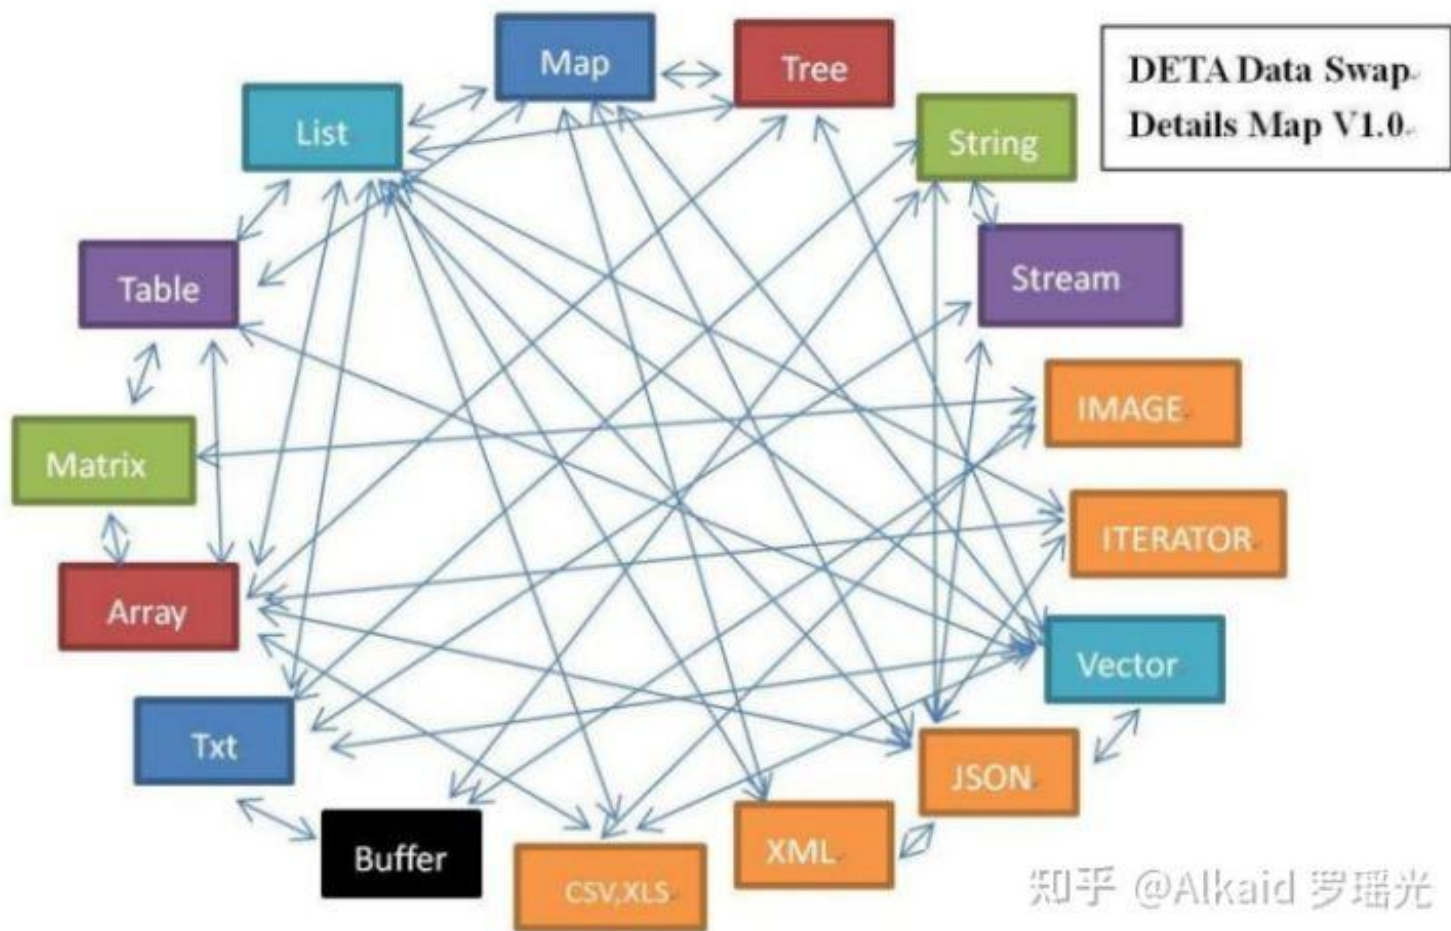 Map
Tree
DETA Data Swap
Details Map V1.0
List
String
Table
Stream
Matrix
IMAGE
ITERATOR
Array
Vector
Txt
JSON
Buffer
XML
CSV,XLS
知乎 @Alkaid 罗瑶光